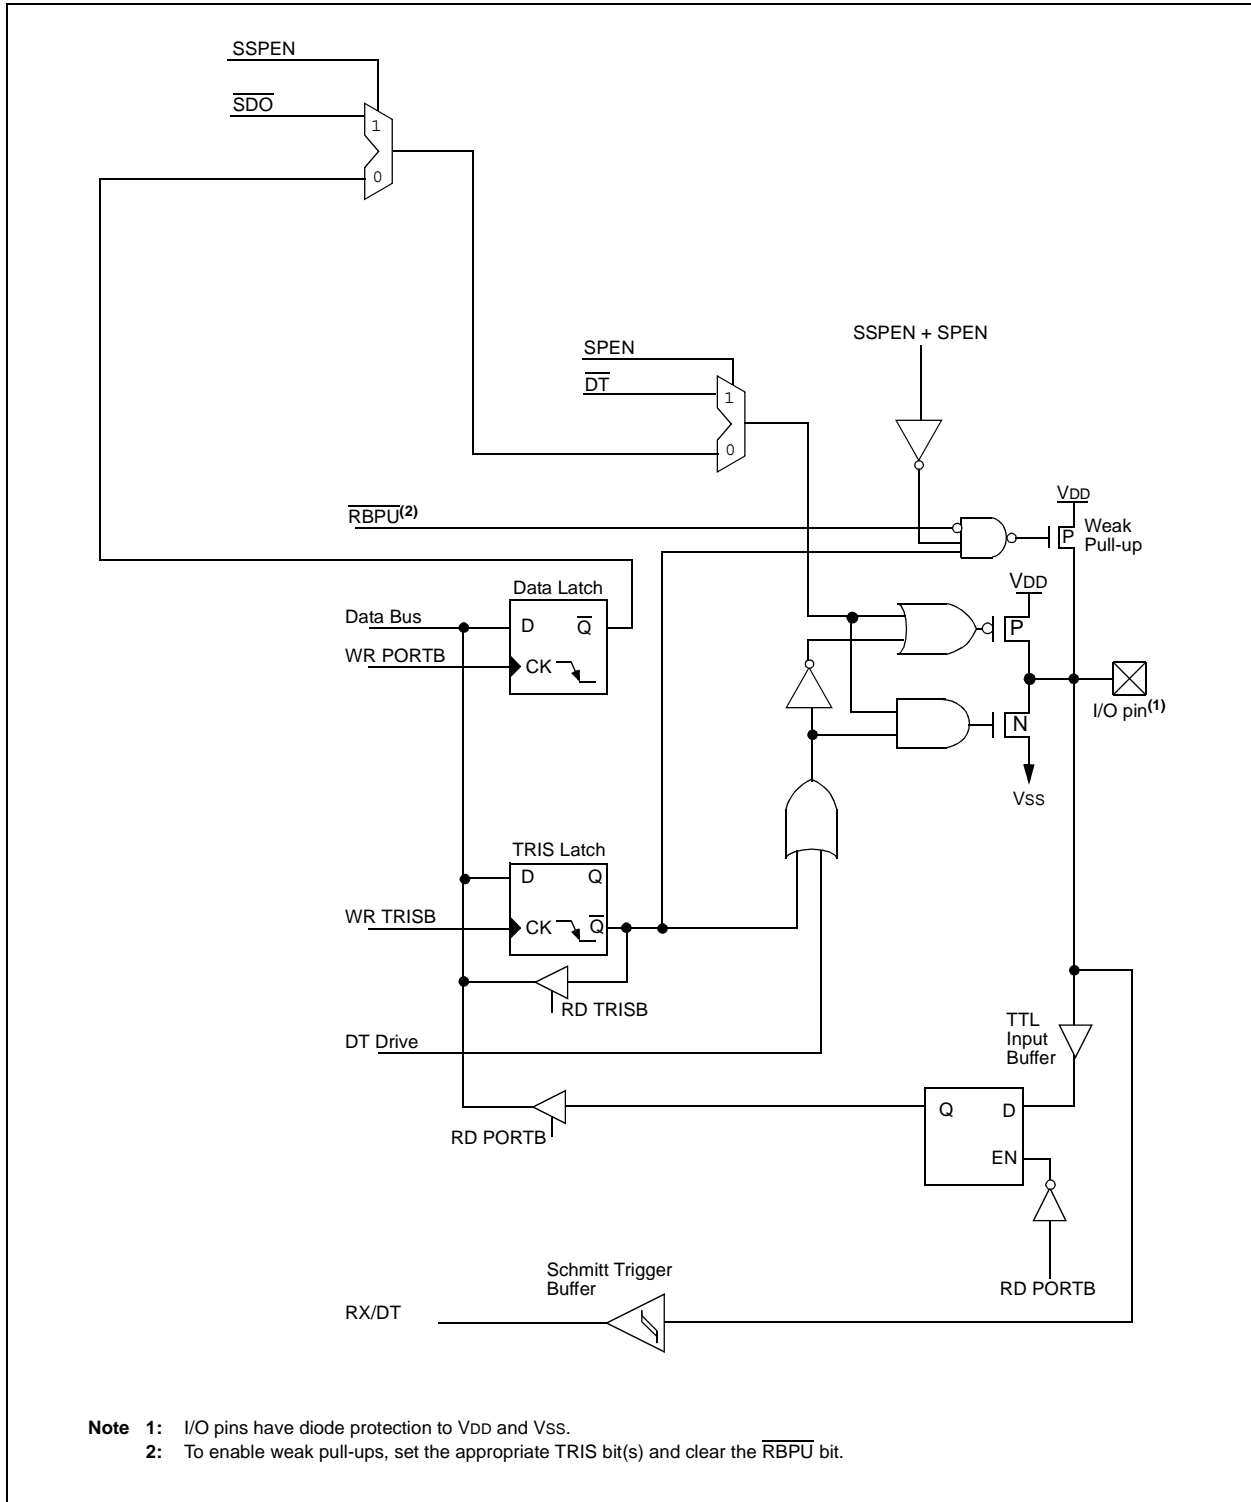 SSPEN
SDO
1
0
SSPEN + SPEN
SPEN
DT
1
0
RBPU(2)
VDD
Weak
Pull-up
P
VDD
P
Data Latch
Data Bus
D Q
WR PORTB
CK
I/O pin(1)
N
VSS
TRIS Latch
D Q
WR TRISB
CK Q
RD TRISB
DT Drive
TTL
Input
Buffer
Q D
EN
RD PORTB
RD PORTB
Schmitt Trigger
Buffer
RX/DT
Note 1: I/O pins have diode protection to VDD and VSS.
2: To enable weak pull-ups, set the appropriate TRIS bit(s) and clear the RBPU bit.